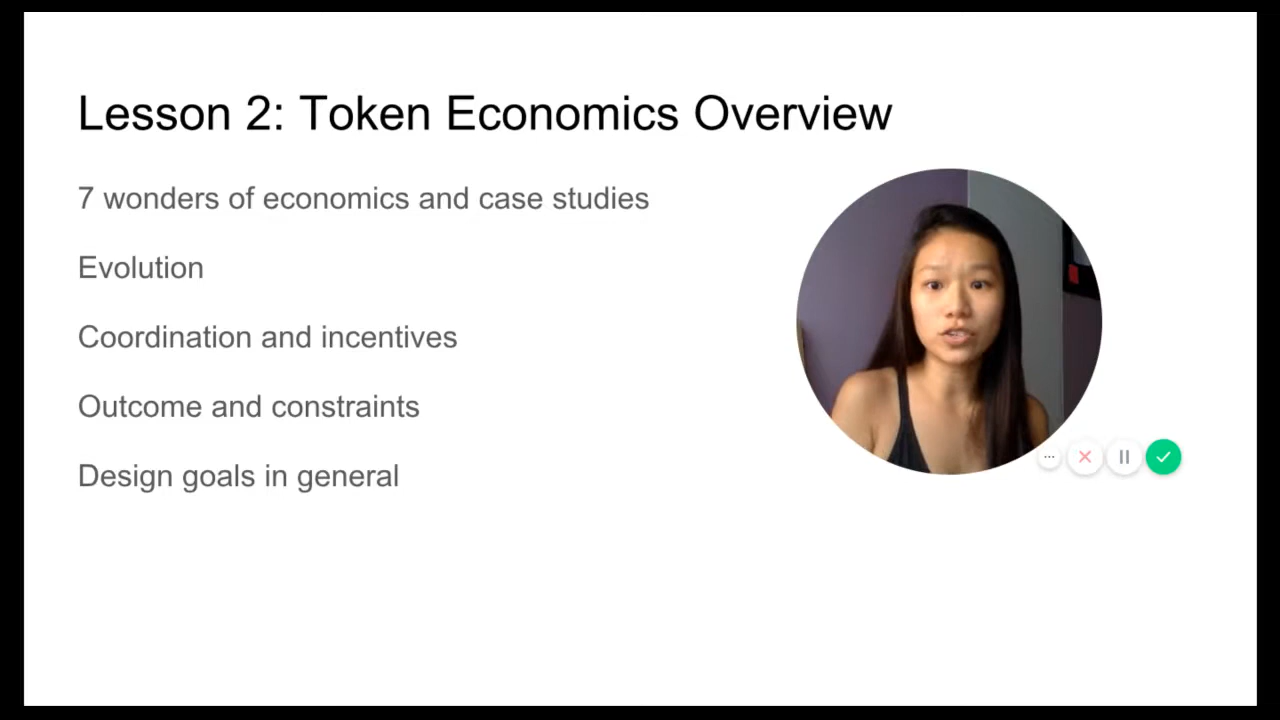 Lesson 2: Token Economics Overview
7 wonders of economics and case studies
Evolution
Coordination and incentives
Outcome and constraints
Design goals in general